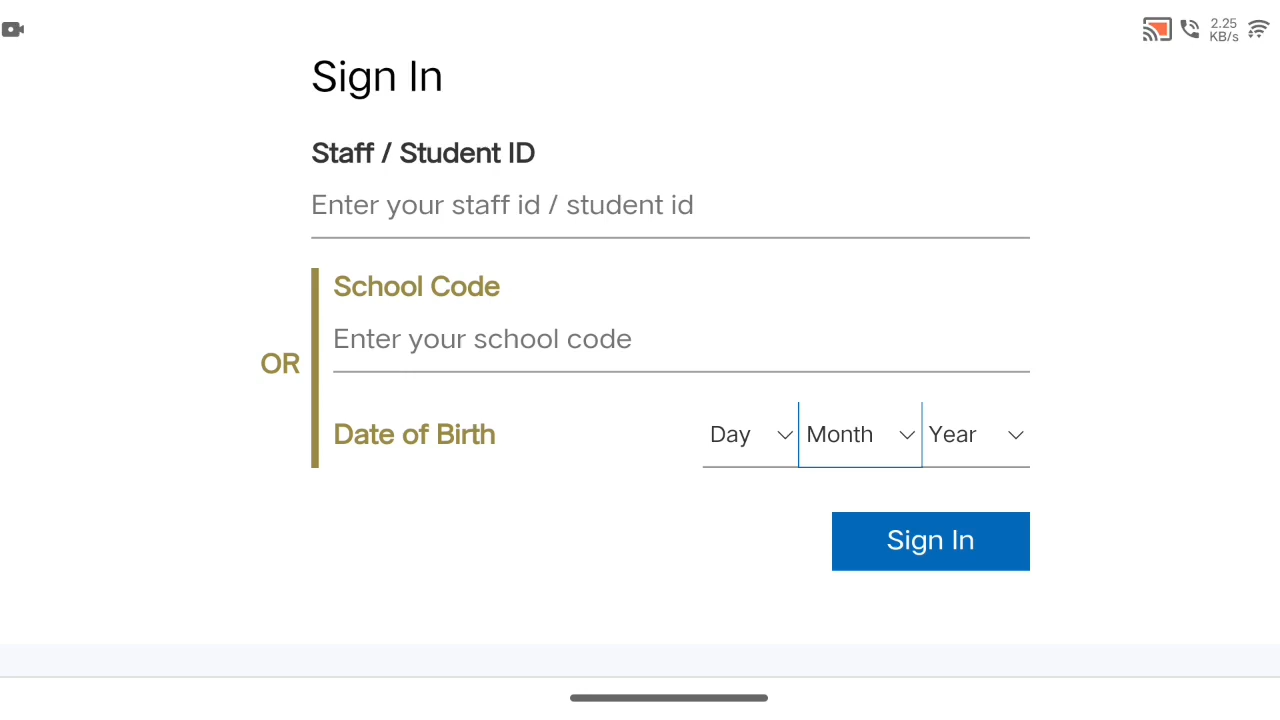 2.25
KB/s
Sign In
Staff / Student ID
Enter your staff id / student id
School Code
Enter your school code
OR
Date of Birth
Day
Month
Year
Sign In